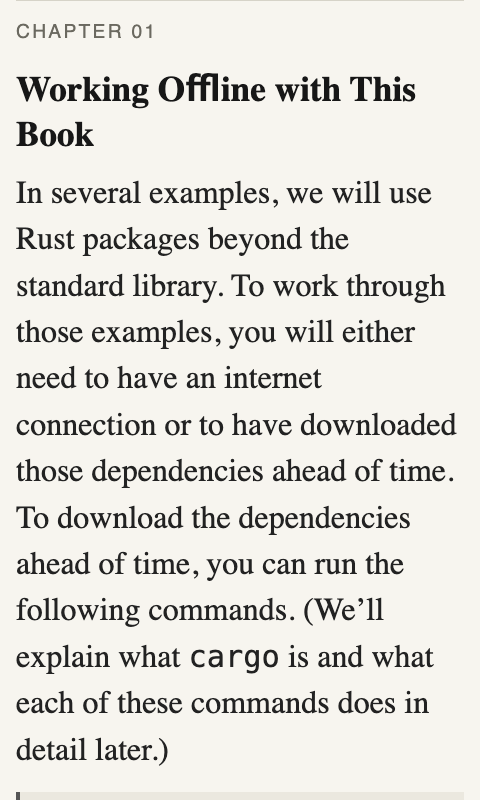 CHAPTER 01
Working Offline with This
Book
In several examples, we will use
Rust packages beyond the
standard library. To work through
those examples, you will either
need to have an internet
connection or to have downloaded
those dependencies ahead of time.
To download the dependencies
ahead of time, you can run the
following commands. (We’ll
explain what cargo is and what
each of these commands does in
detail later.)